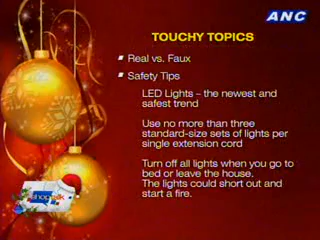 ANC
TOUCHY TOPICS
Real vs. Faux
Safety Tips
LED Lights – the newest and
safest trend
Use no more than three
standard-size sets of lights per
single extension cord
Turn off all lights when you go to
bed or leave the house.
The lights could short out and
start a fire.
shoptalk